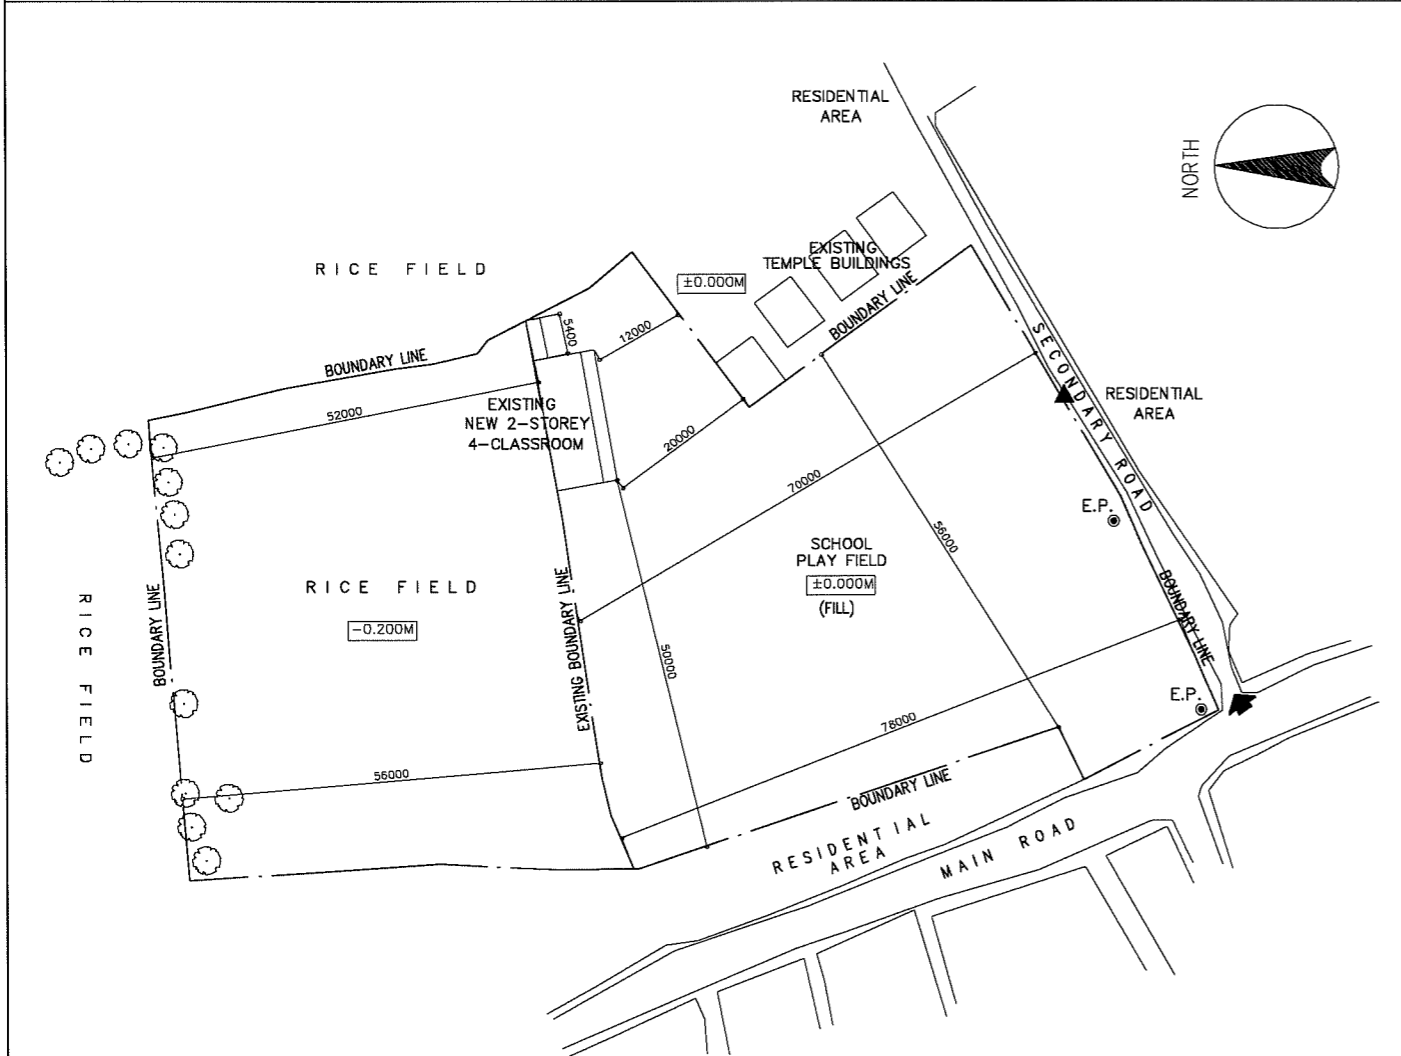 RESIDENTIAL
AREA
NORTH
RICE FIELD
±0.000M
EXISTING
TEMPLE BUILDINGS
BOUNDARY LINE
5400
12000
BOUNDARY LINE
SECONDARY ROAD
RESIDENTIAL
AREA
52000
EXISTING
NEW 2-STOREY
4-CLASSROOM
20000
70000
E.P.
56000
SCHOOL
PLAY FIELD
±0.000M
(FILL)
RICE FIELD
-0.200M
RICE FIELD
BOUNDARY LINE
EXISTING BOUNDARY LINE
50000
BOUNDARY LINE
E.P.
78000
56000
BOUNDARY LINE
RESIDENTIAL
AREA
MAIN ROAD